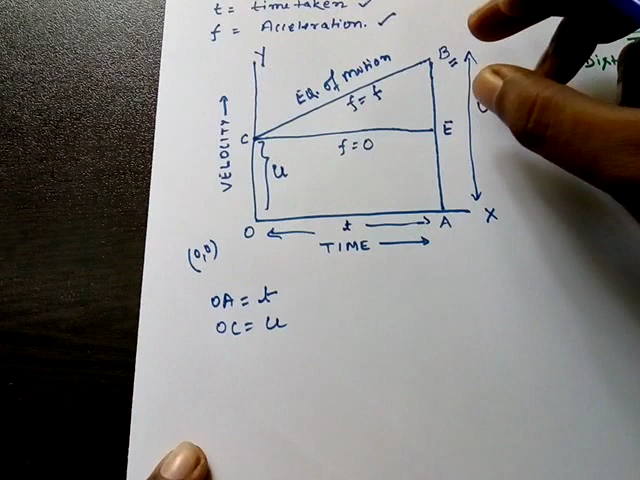 t = time taken ✓
f = Acceleration. ✓
Y
B
EQ. of motion
f = f
VELOCITY →
C
E
f = 0
u
O
t
A
X
TIME →
(0,0)
OA = t
OC = u